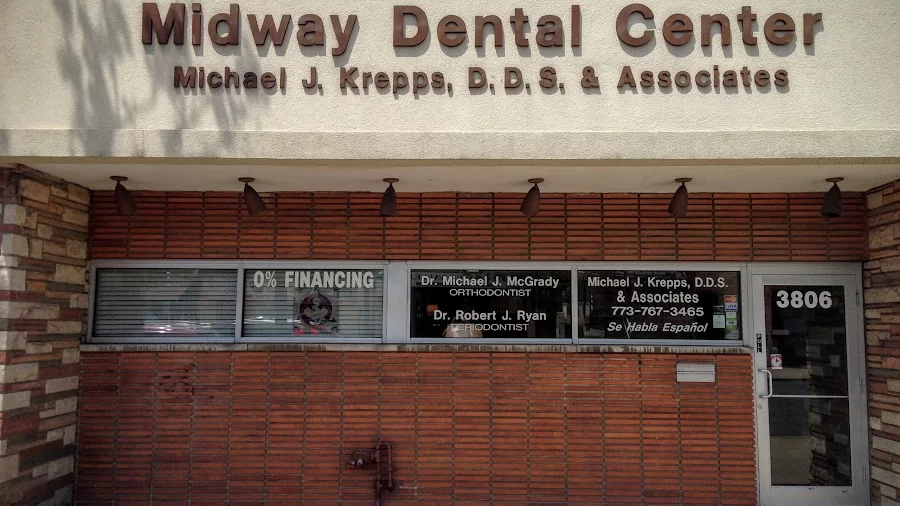 Midway Dental Center
Michael J. Krepps, D.D.S. & Associates
0% FINANCING
Dr. Michael J. McGrady
ORTHODONTIST
Dr. Robert J. Ryan
PERIODONTIST
Michael J. Krepps, D.D.S.
& Associates
773-767-3465
Se Habla Español
3806